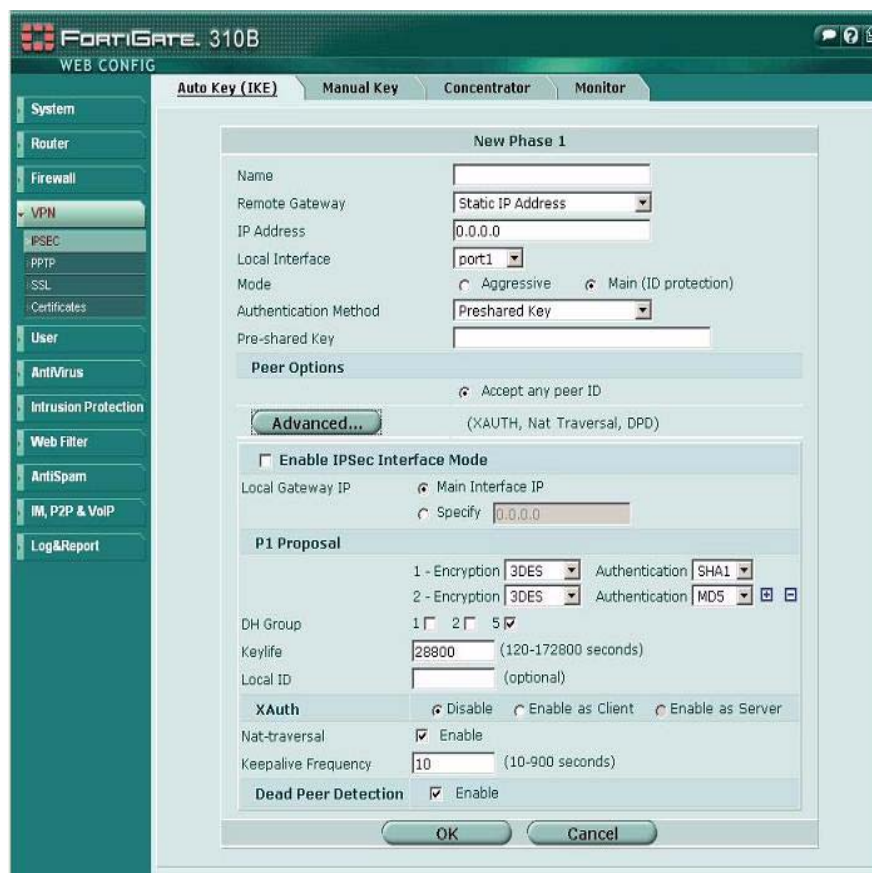 FORTIGATE. 310B
WEB CONFIG
Auto Key (IKE) Manual Key Concentrator Monitor
System
Router
Firewall
VPN
IPSEC
PPTP
SSL
Certificates
User
AntiVirus
Intrusion Protection
Web Filter
AntiSpam
IM, P2P & VoIP
Log&Report
New Phase 1
Name
Remote Gateway Static IP Address
IP Address 0.0.0.0
Local Interface port1
Mode Aggressive Main (ID protection)
Authentication Method Preshared Key
Pre-shared Key
Peer Options
Accept any peer ID
Advanced... (XAUTH, Nat Traversal, DPD)
Enable IPSec Interface Mode
Local Gateway IP Main Interface IP
Specify 0.0.0.0
P1 Proposal
1 - Encryption 3DES Authentication SHA1
2 - Encryption 3DES Authentication MD5
DH Group 1 2 5
Keylife 28800 (120-172800 seconds)
Local ID (optional)
XAuth Disable Enable as Client Enable as Server
Nat-traversal Enable
Keepalive Frequency 10 (10-900 seconds)
Dead Peer Detection Enable
OK Cancel